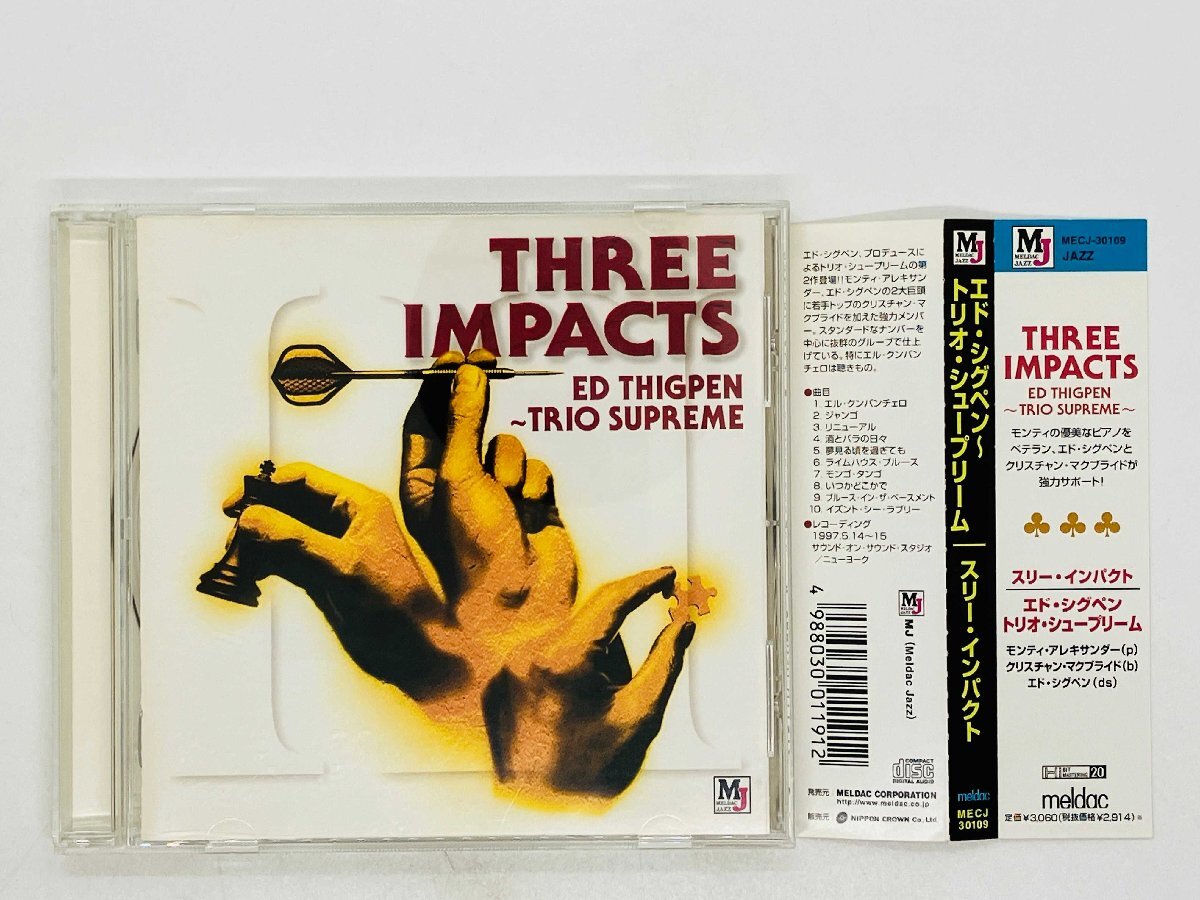 THREE
IMPACTS
ED THIGPEN
~TRIO SUPREME
MJ
MELDAC
JAZZ
エド・シグペン、プロデュースに
よるトリオ・シュープリームの第
2作登場!!モンティ・アレキサン
ダー、エド・シグペンの2大巨頭
に若手トップのクリスチャン・マ
クブライドを加えた強力メンバ
ー。スタンダードなナンバーを
中心に抜群のグループで仕上
げている。特にエル・クンバン
チェロは聴きもの。
●曲目
1. エル・クンバンチェロ
2. ジャンゴ
3. リニューアル
4. 酒とバラの日々
5. 夢見る頃を過ぎても
6. ライムハウス・ブルース
7. モンゴ・タンゴ
8. いつかどこかで
9. ブルース・イン・ザ・ベースメント
10. イズント・シー・ラブリー
●レコーディング
1997.5.14~15
サウンド・オン・サウンド・スタジオ
/ニューヨーク
4 988030 011912
MJ
MELDAC
JAZZ
MJ (Meldac Jazz)
COMPACT
disc
DIGITAL AUDIO
発売元 MELDAC CORPORATION
http://www.meldac.co.jp
販売元 NIPPON CROWN Co., Ltd.
MJ
MELDAC
JAZZ
エド・シグペン~
トリオ・シュープリーム
スリー・インパクト
meldac
MECJ
30109
MJ
MELDAC
JAZZ
MECJ-30109
JAZZ
THREE
IMPACTS
ED THIGPEN
~TRIO SUPREME~
モンティの優美なピアノを
ベテラン、エド・シグペンと
クリスチャン・マクブライドが
強力サポート!
スリー・インパクト
エド・シグペン
トリオ・シュープリーム
モンティ・アレキサンダー(p)
クリスチャン・マクブライド(b)
エド・シグペン(ds)
BIT
MASTERING
20
meldac
定価¥3,060(税抜価格¥2,914)